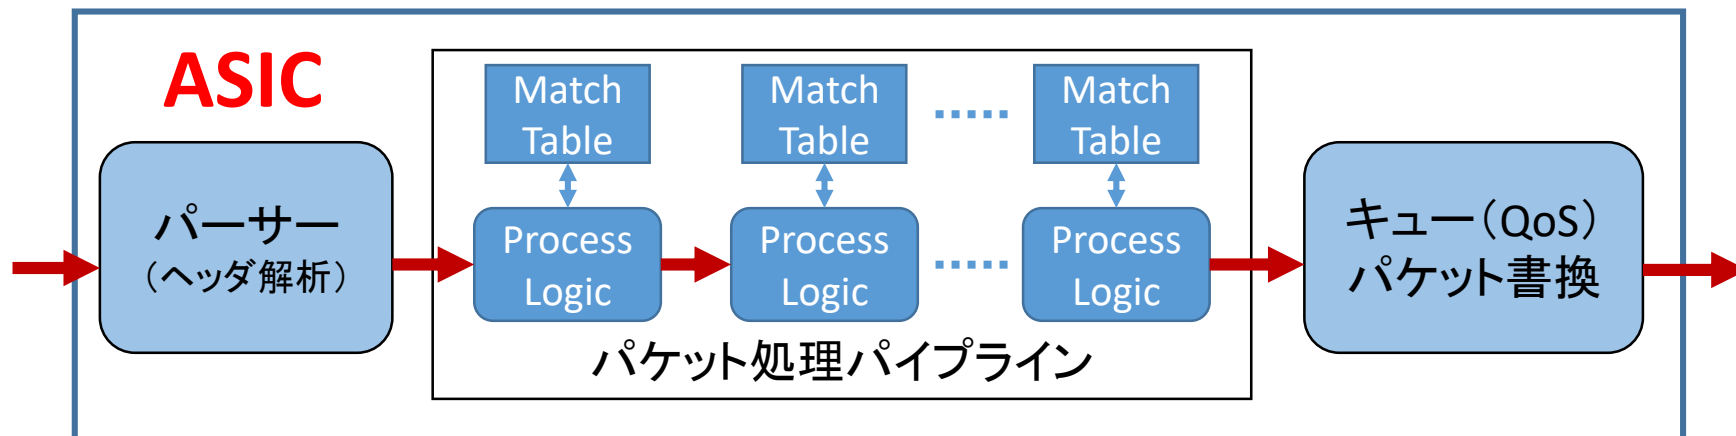 ASIC
パーサー
（ヘッダ解析）
Match
Table
Match
Table
Match
Table
Process
Logic
Process
Logic
Process
Logic
パケット処理パイプライン
キュー（QoS）
パケット書換